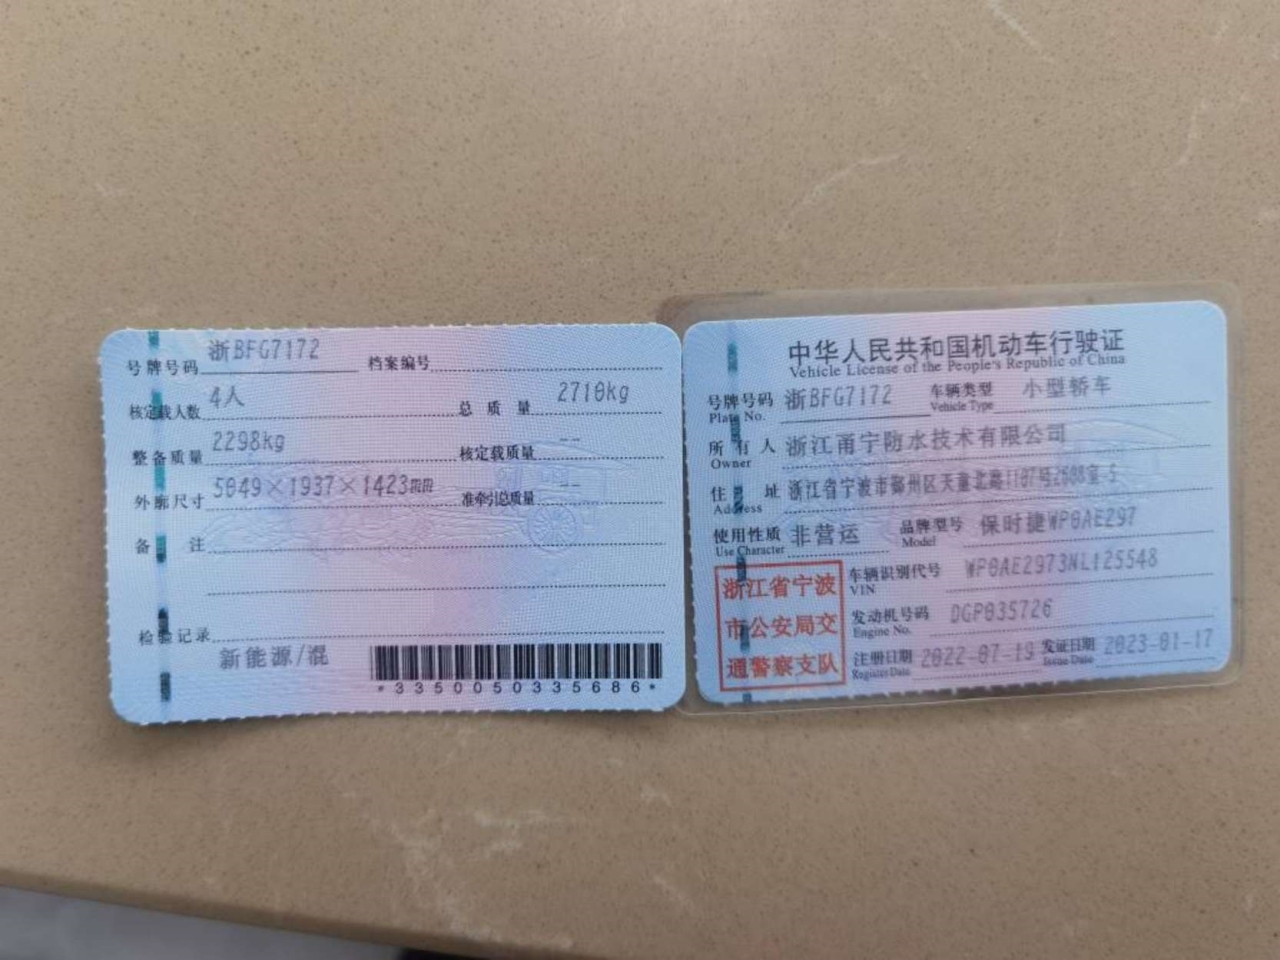 号牌号码 浙BFG7172 档案编号
核定载人数 4人 总质量 2710kg
整备质量 2298kg 核定载质量 --
外廓尺寸 5049×1937×1423mm 准牵引总质量 --
备注
检验记录
新能源/混
*3350050335686*
中华人民共和国机动车行驶证
Vehicle License of the People's Republic of China
号牌号码 浙BFG7172 车辆类型 小型轿车
Plate No. Vehicle Type
所有人 浙江甬宁防水技术有限公司
Owner
住址 浙江省宁波市鄞州区天童北路1107号2688室-5
Address
使用性质 非营运 品牌型号 保时捷WP0AE297
Use Character Model
浙江省宁波
市公安局交
通警察支队
车辆识别代号 WP0AE2973NL125548
VIN
发动机号码 DGP035726
Engine No.
注册日期 2022-07-19 发证日期 2023-01-17
Register Date Issue Date